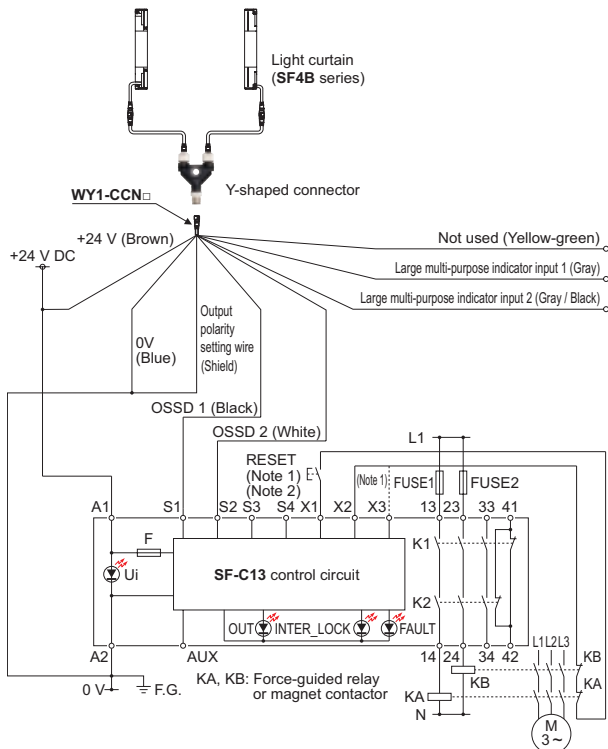 Light curtain
(SF4B series)
Y-shaped connector
WY1-CCN□
+24 V (Brown)
+24 V DC
Not used (Yellow-green)
Large multi-purpose indicator input 1 (Gray)
Large multi-purpose indicator input 2 (Gray / Black)
0V
(Blue)
Output
polarity
setting wire
(Shield)
OSSD 1 (Black)
OSSD 2 (White)
L1
RESET
(Note 1)
(Note 2)
(Note 1)
FUSE1
FUSE2
A1
S1
S2
S3
S4
X1
X2
X3
13
23
33
41
F
K1
Ui
SF-C13 control circuit
K2
OUT
INTER_LOCK
FAULT
A2
AUX
14
24
34
42
L1
L2
L3
KB
KA
KA, KB: Force-guided relay
or magnet contactor
KB
KA
0 V
F.G.
N
M
3~